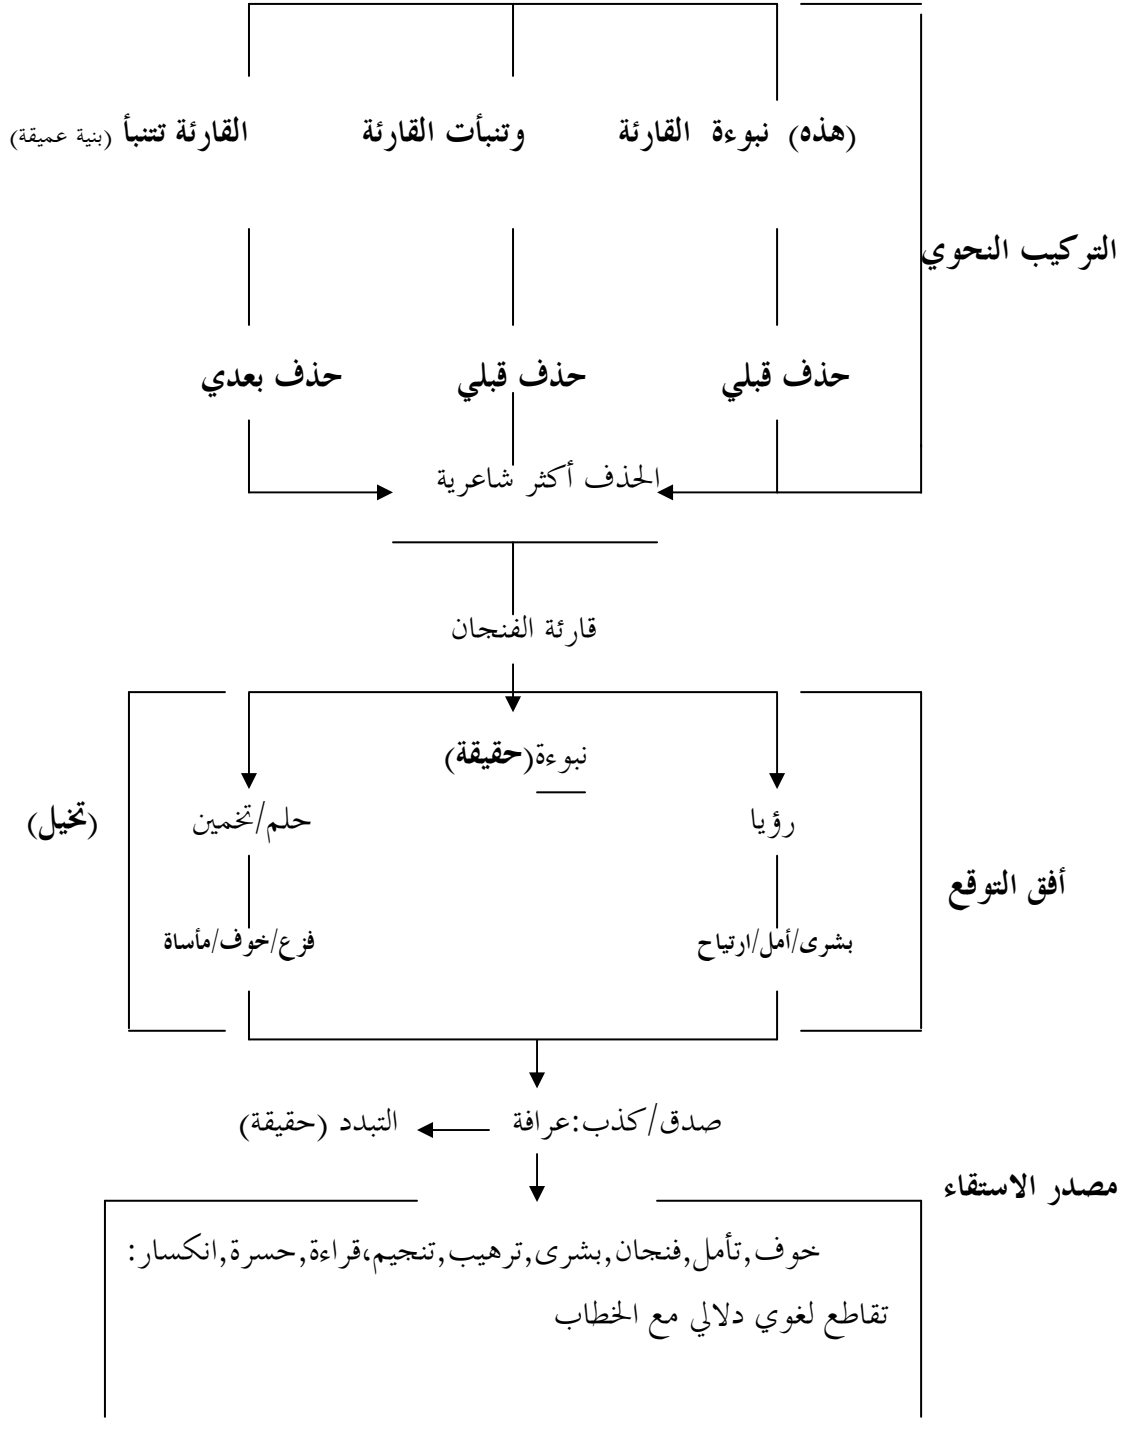 (هذه) نبوءة القارئة وتنبأت القارئة القارئة تتنبأ (بنية عميقة)
التركيب النحوي
حذف قبلي حذف قبلي حذف بعدي
الحذف أكثر شاعرية
قارئة الفنجان
نبوءة(حقيقة)
رؤيا حلم/تخمين (تخيل)
أفق التوقع
بشرى/أمل/ارتياح فزع/خوف/مأساة
صدق/كذب:عرافة التبدد (حقيقة)
مصدر الاستقاء
خوف,تأمل,فنجان,بشرى,ترهيب,تنجيم،قراءة,حسرة,انكسار:
تقاطع لغوي دلالي مع الخطاب